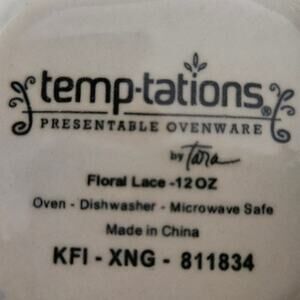 temp-tations®
PRESENTABLE OVENWARE
by Tara
Floral Lace -12 OZ
Oven - Dishwasher - Microwave Safe
Made in China
KFI - XNG - 811834